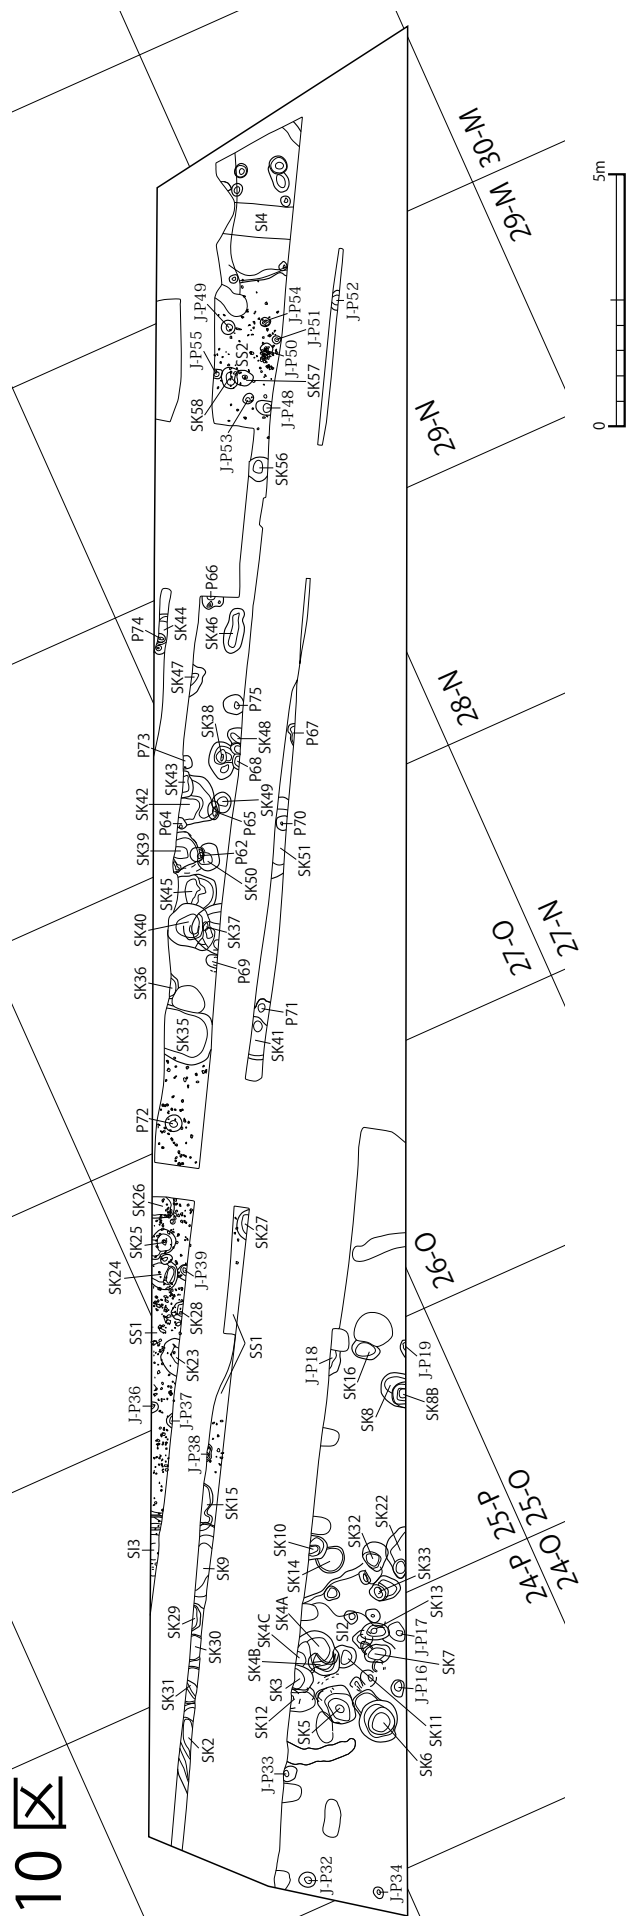 10区
30-M
29-M
5m
0
SI4
J-P49
J-P54
J-P52
J-P55
SS2
J-P51
J-P50
SK57
SK58
J-P48
J-P53
SK56
29-N
P66
P74
SK44
SK46
SK47
28-N
P75
SK38
P73
SK48
P67
P68
SK43
SK42
SK49
P64
P65
P70
SK39
P62
SK51
SK50
SK45
SK40
SK37
27-O
27-N
P69
SK36
P71
SK35
SK41
P72
SK26
SK25
SK27
SK24
J-P39
26-O
SS1
SK28
SS1
SK23
J-P18
SK16
J-P19
J-P36
J-P37
SK8
SK8B
J-P38
SK15
25-P
25-O
SI3
SK10
SK32
SK22
24-P
24-O
SK9
SK14
SK33
SK29
SK4A
SK4C
SI2
SK13
SK30
SK4B
J-P17
SK7
SK31
SK3
J-P16
SK12
SK5
SK11
SK2
SK6
J-P33
J-P32
J-P34